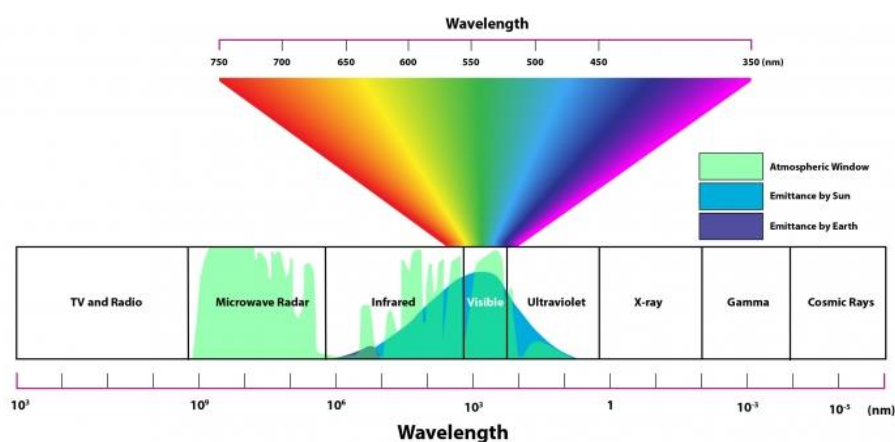 Wavelength
750 700 650 600 550 500 450 350 (nm)
Atmospheric Window
Emittance by Sun
Emittance by Earth
TV and Radio Microwave Radar Infrared Visible Ultraviolet X-ray Gamma Cosmic Rays
10³ 10⁹ 10⁶ 10³ 1 10⁻³ 10⁻⁵ (nm)
Wavelength